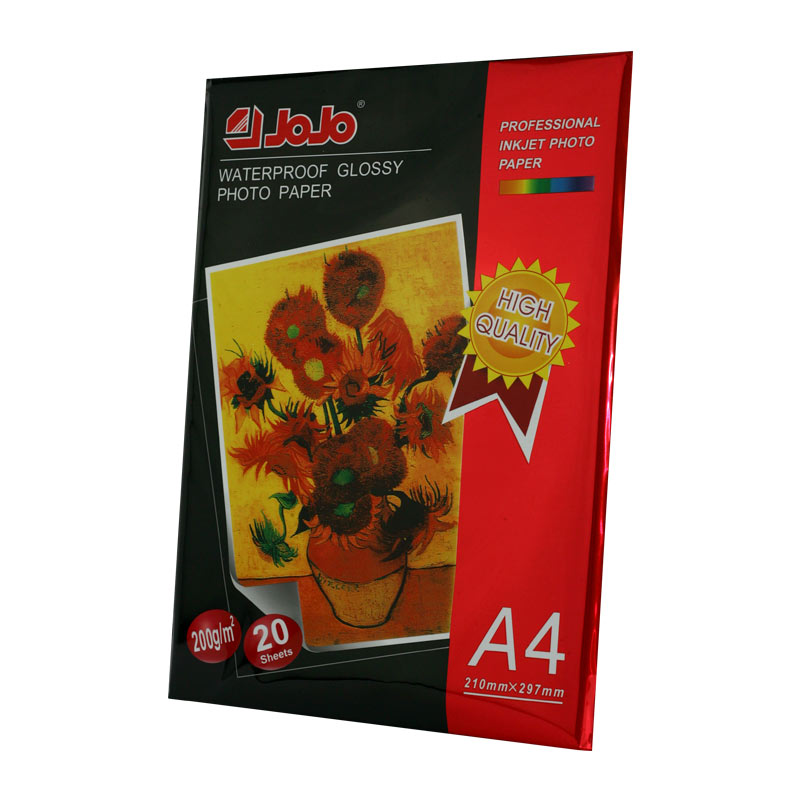 JoJo®
WATERPROOF GLOSSY
PHOTO PAPER
PROFESSIONAL
INKJET PHOTO
PAPER
HIGH
QUALITY
200g/m²
20
Sheets
A4
210mm×297mm